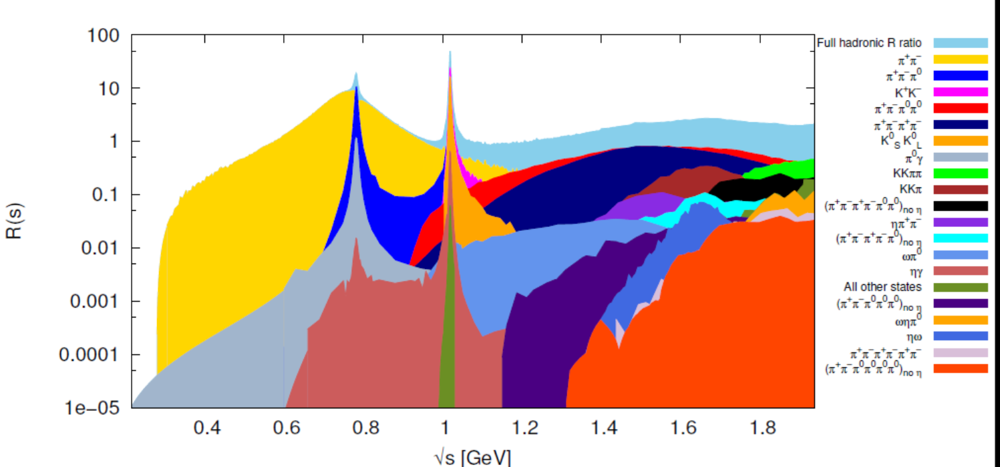 R(s)
100
10
1
0.1
0.01
0.001
0.0001
1e−05
0.4 0.6 0.8 1 1.2 1.4 1.6 1.8
√s [GeV]
Full hadronic R ratio
π⁺π⁻
π⁺π⁻π⁰
K⁺K⁻
π⁺π⁻π⁰π⁰
π⁺π⁻π⁺π⁻
K⁰_S K⁰_L
π⁰γ
KKππ
KKπ
(π⁺π⁻π⁺π⁻π⁰π⁰)no η
ηπ⁺π⁻
(π⁺π⁻π⁺π⁻π⁰)no η
ωπ⁰
ηγ
All other states
(π⁺π⁻π⁰π⁰π⁰)no η
ωηπ⁰
ηω
π⁺π⁻π⁺π⁻π⁺π⁻
(π⁺π⁻π⁰π⁰π⁰π⁰)no η